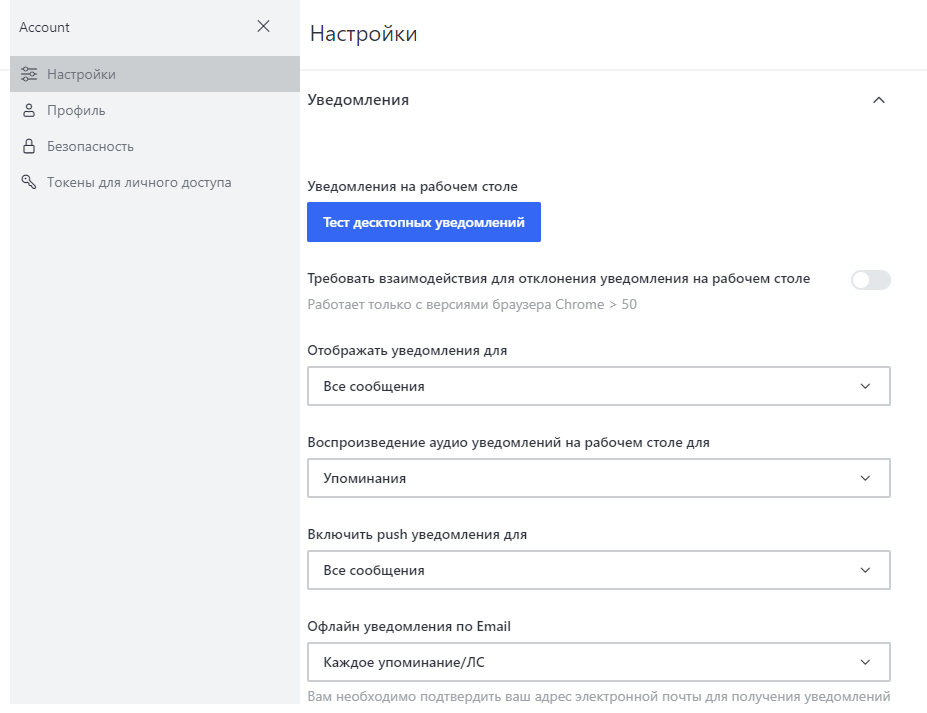 Account
Настройки
Профиль
Безопасность
Токены для личного доступа
Настройки
Уведомления
Уведомления на рабочем столе
Тест десктопных уведомлений
Требовать взаимодействия для отклонения уведомления на рабочем столе
Работает только с версиями браузера Chrome > 50
Отображать уведомления для
Все сообщения
Воспроизведение аудио уведомлений на рабочем столе для
Упоминания
Включить push уведомления для
Все сообщения
Офлайн уведомления по Email
Каждое упоминание/ЛС
Вам необходимо подтвердить ваш адрес электронной почты для получения уведомлений